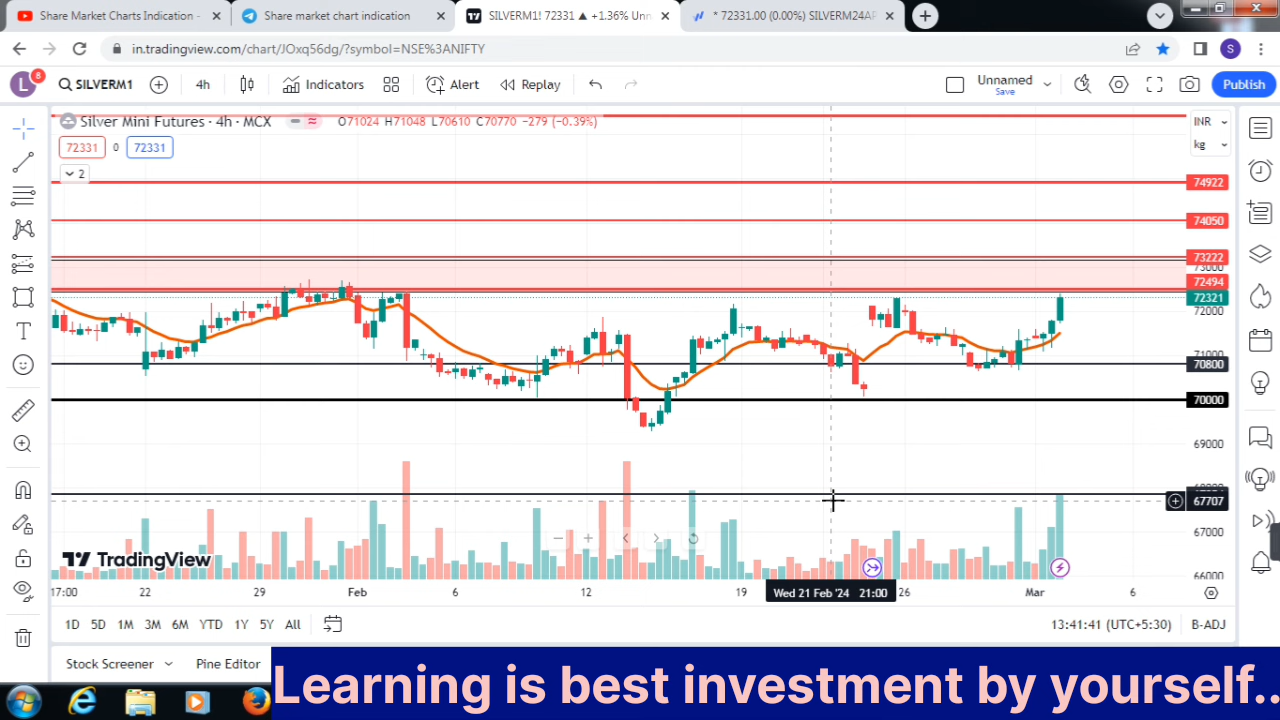 Share Market Charts Indication -
Share market chart indication
SILVERM1! 72331 ▲ +1.36% Unn
* 72331.00 (0.00%) SILVERM24AP
in.tradingview.com/chart/JOxq56dg/?symbol=NSE%3ANIFTY
S
L
8
SILVERM1
4h
Indicators
Alert
Replay
Unnamed
Save
Publish
Silver Mini Futures · 4h · MCX
O71024 H71048 L70610 C70770 −279 (−0.39%)
INR
kg
72331
0
72331
2
74922
74050
73222
73000
72494
72321
72000
71000
70800
70000
69000
67707
67000
66000
TradingView
17:00
22
29
Feb
6
12
19
Wed 21 Feb '24 21:00
26
Mar
6
1D
5D
1M
3M
6M
YTD
1Y
5Y
All
13:41:41 (UTC+5:30)
B-ADJ
Stock Screener
Pine Editor
Learning is best investment by yourself..